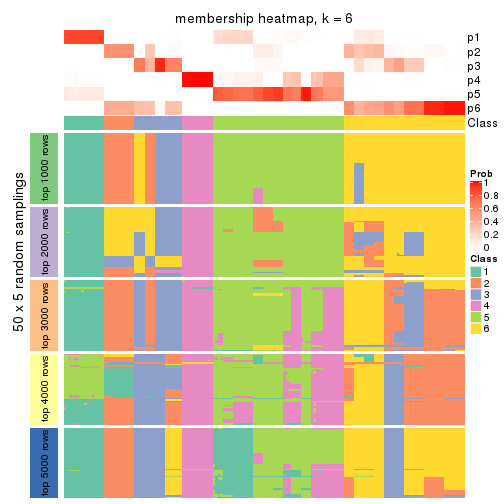 membership heatmap, k = 6
p1
p2
p3
p4
p5
p6
Class
50 x 5 random samplings
top 1000 rows
top 2000 rows
top 3000 rows
top 4000 rows
top 5000 rows
Prob
1
0.8
0.6
0.4
0.2
0
Class
1
2
3
4
5
6